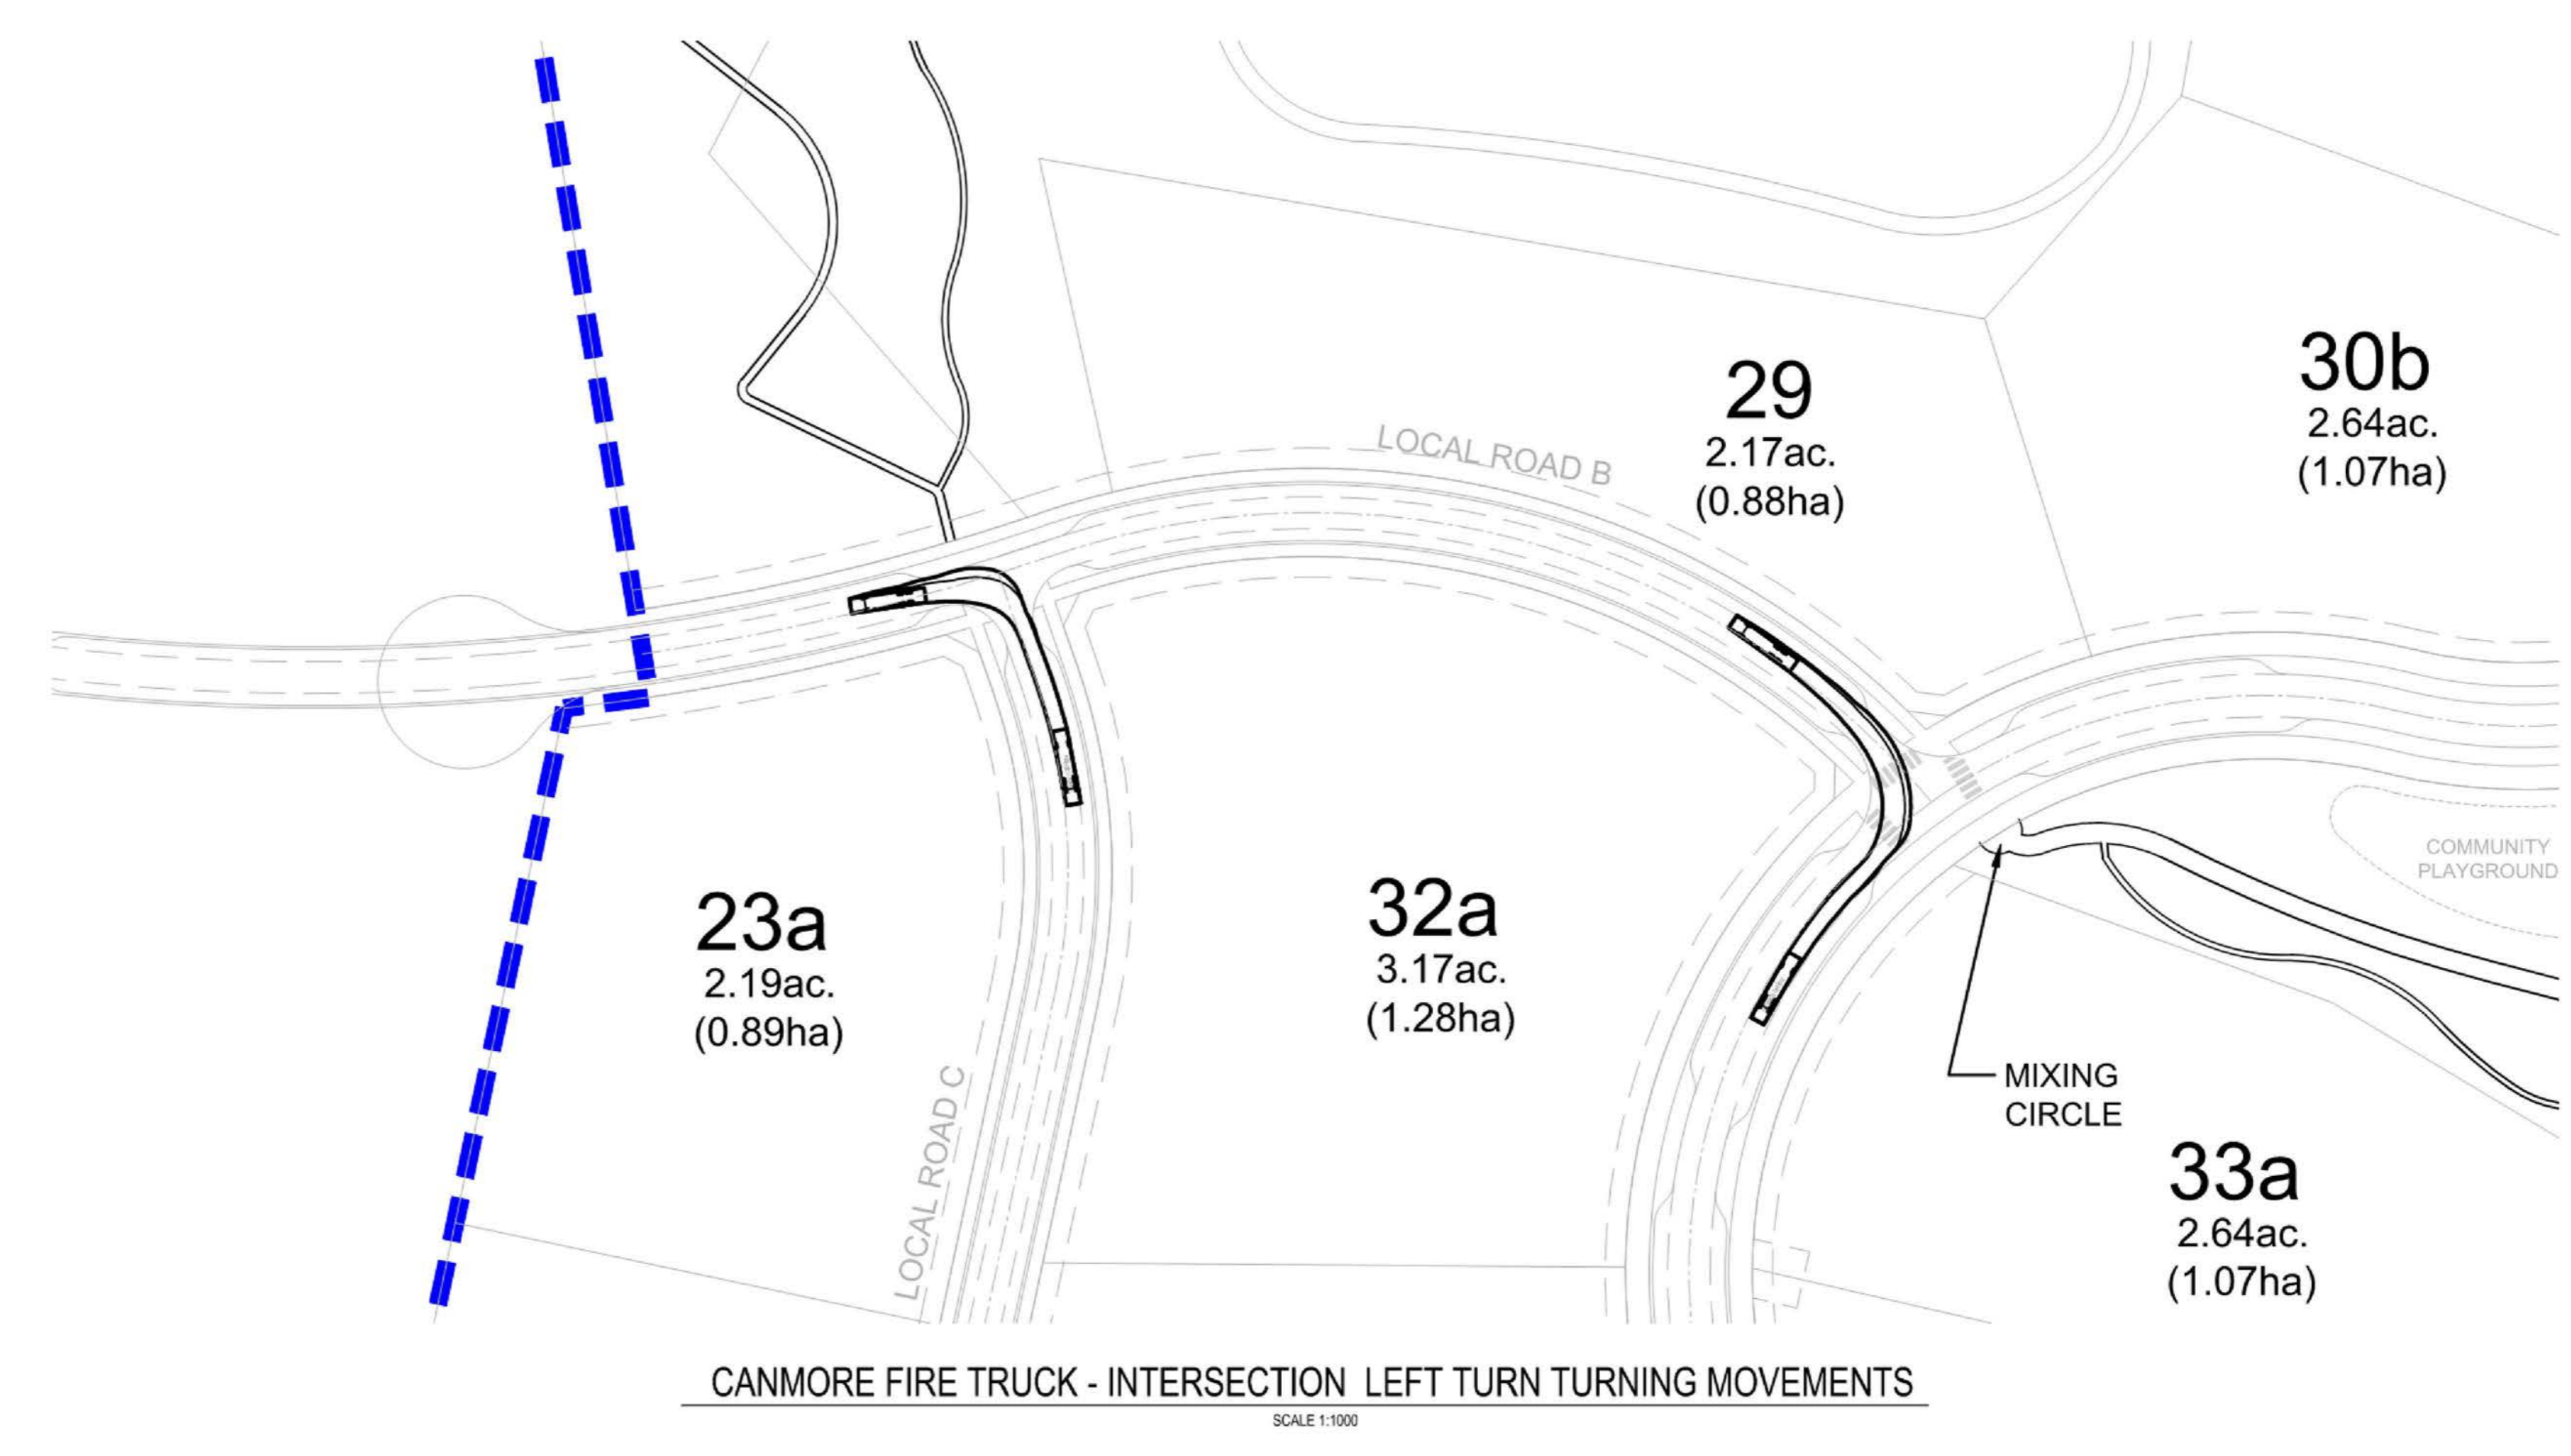 29
2.17ac.
(0.88ha)
30b
2.64ac.
(1.07ha)
LOCAL ROAD B
COMMUNITY
PLAYGROUND
23a
2.19ac.
(0.89ha)
32a
3.17ac.
(1.28ha)
LOCAL ROAD C
MIXING
CIRCLE
33a
2.64ac.
(1.07ha)
CANMORE FIRE TRUCK - INTERSECTION LEFT TURN TURNING MOVEMENTS
SCALE 1:1000